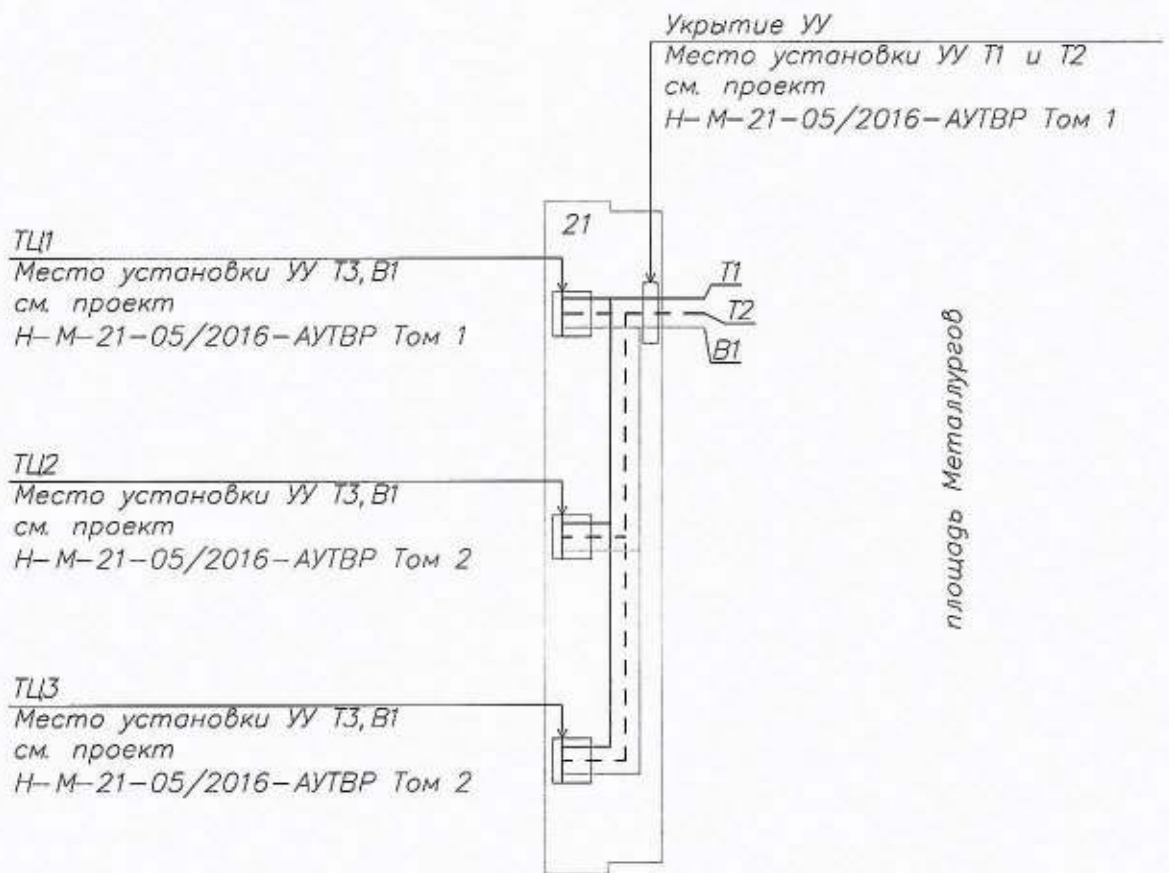 Укрытие УУ
Место установки УУ Т1 и Т2
см. проект
Н-М-21-05/2016-АУТВР Том 1
21
ТЦ1
Место установки УУ Т3,В1
см. проект
Н-М-21-05/2016-АУТВР Том 1
Т1
Т2
В1
площадь Металлургов
ТЦ2
Место установки УУ Т3,В1
см. проект
Н-М-21-05/2016-АУТВР Том 2
ТЦ3
Место установки УУ Т3,В1
см. проект
Н-М-21-05/2016-АУТВР Том 2